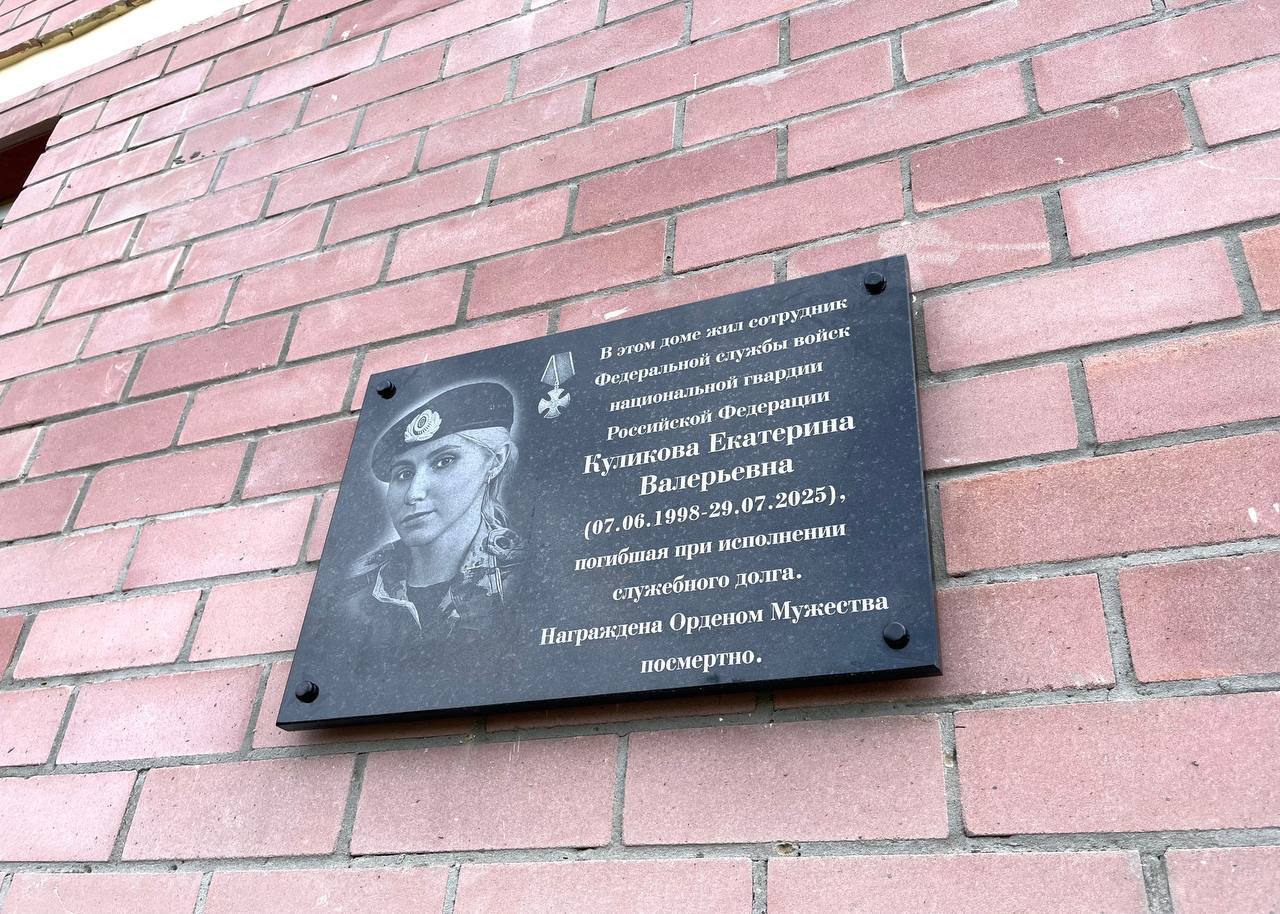 В этом доме жил сотрудник
Федеральной службы войск
национальной гвардии
Российской Федерации
Куликова Екатерина
Валерьевна
(07.06.1998-29.07.2025),
погибшая при исполнении
служебного долга.
Награждена Орденом Мужества
посмертно.